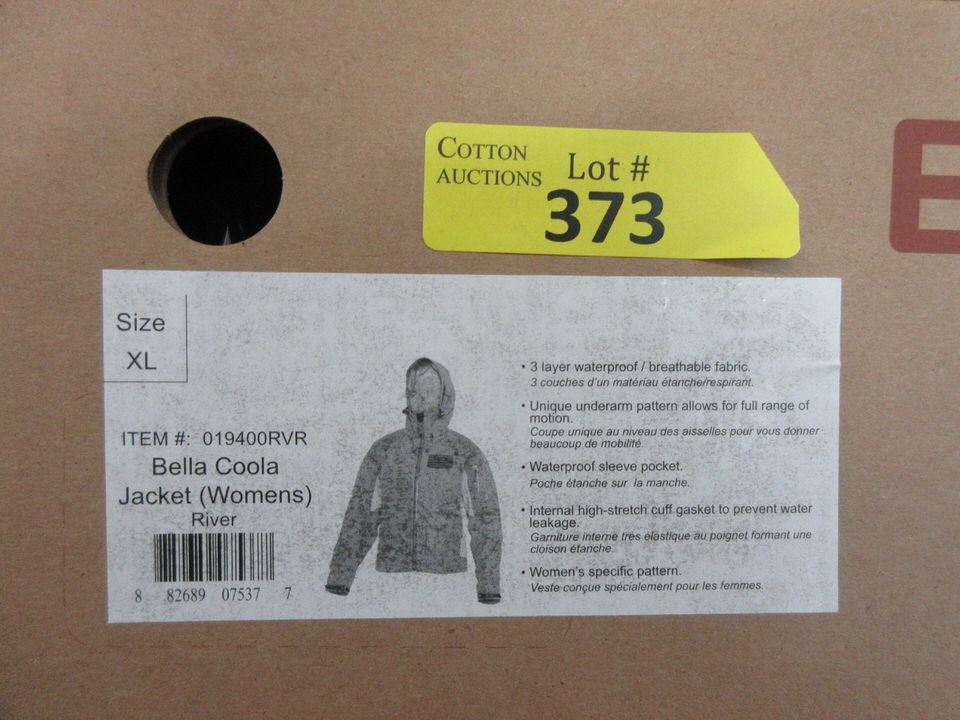 COTTON
AUCTIONS
Lot #
373
E
Size
XL
ITEM #: 019400RVR
Bella Coola
Jacket (Womens)
River
8 82689 07537 7
• 3 layer waterproof / breathable fabric.
3 couches d'un matériau étanche/respirant.
• Unique underarm pattern allows for full range of
motion.
Coupe unique au niveau des aisselles pour vous donner
beaucoup de mobilité.
• Waterproof sleeve pocket.
Poche étanche sur la manche.
• Internal high-stretch cuff gasket to prevent water
leakage.
Garniture interne très élastique au poignet formant une
cloison étanche.
• Women's specific pattern.
Veste conçue spécialement pour les femmes.